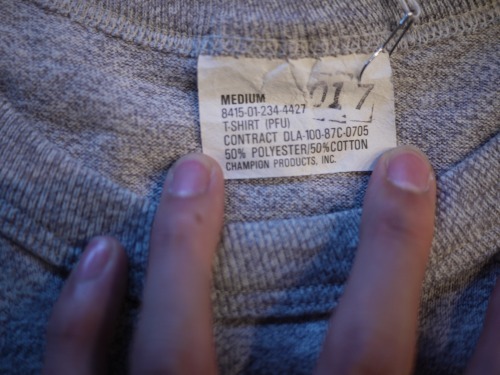 MEDIUM
8415-01-234-4427
T-SHIRT (PFU)
CONTRACT DLA-100-87C-0705
50% POLYESTER/50% COTTON
CHAMPION PRODUCTS, INC.
017